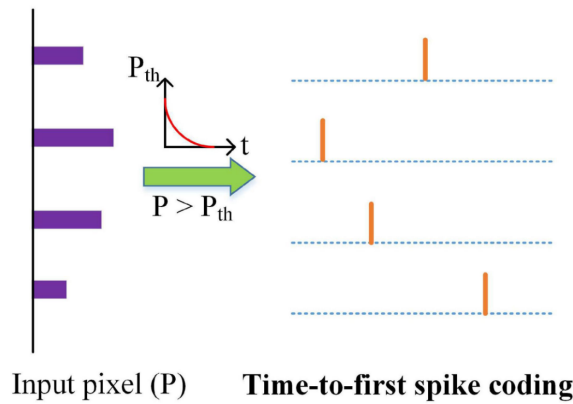 P_th
t
P > P_th
Input pixel (P)
Time-to-first spike coding